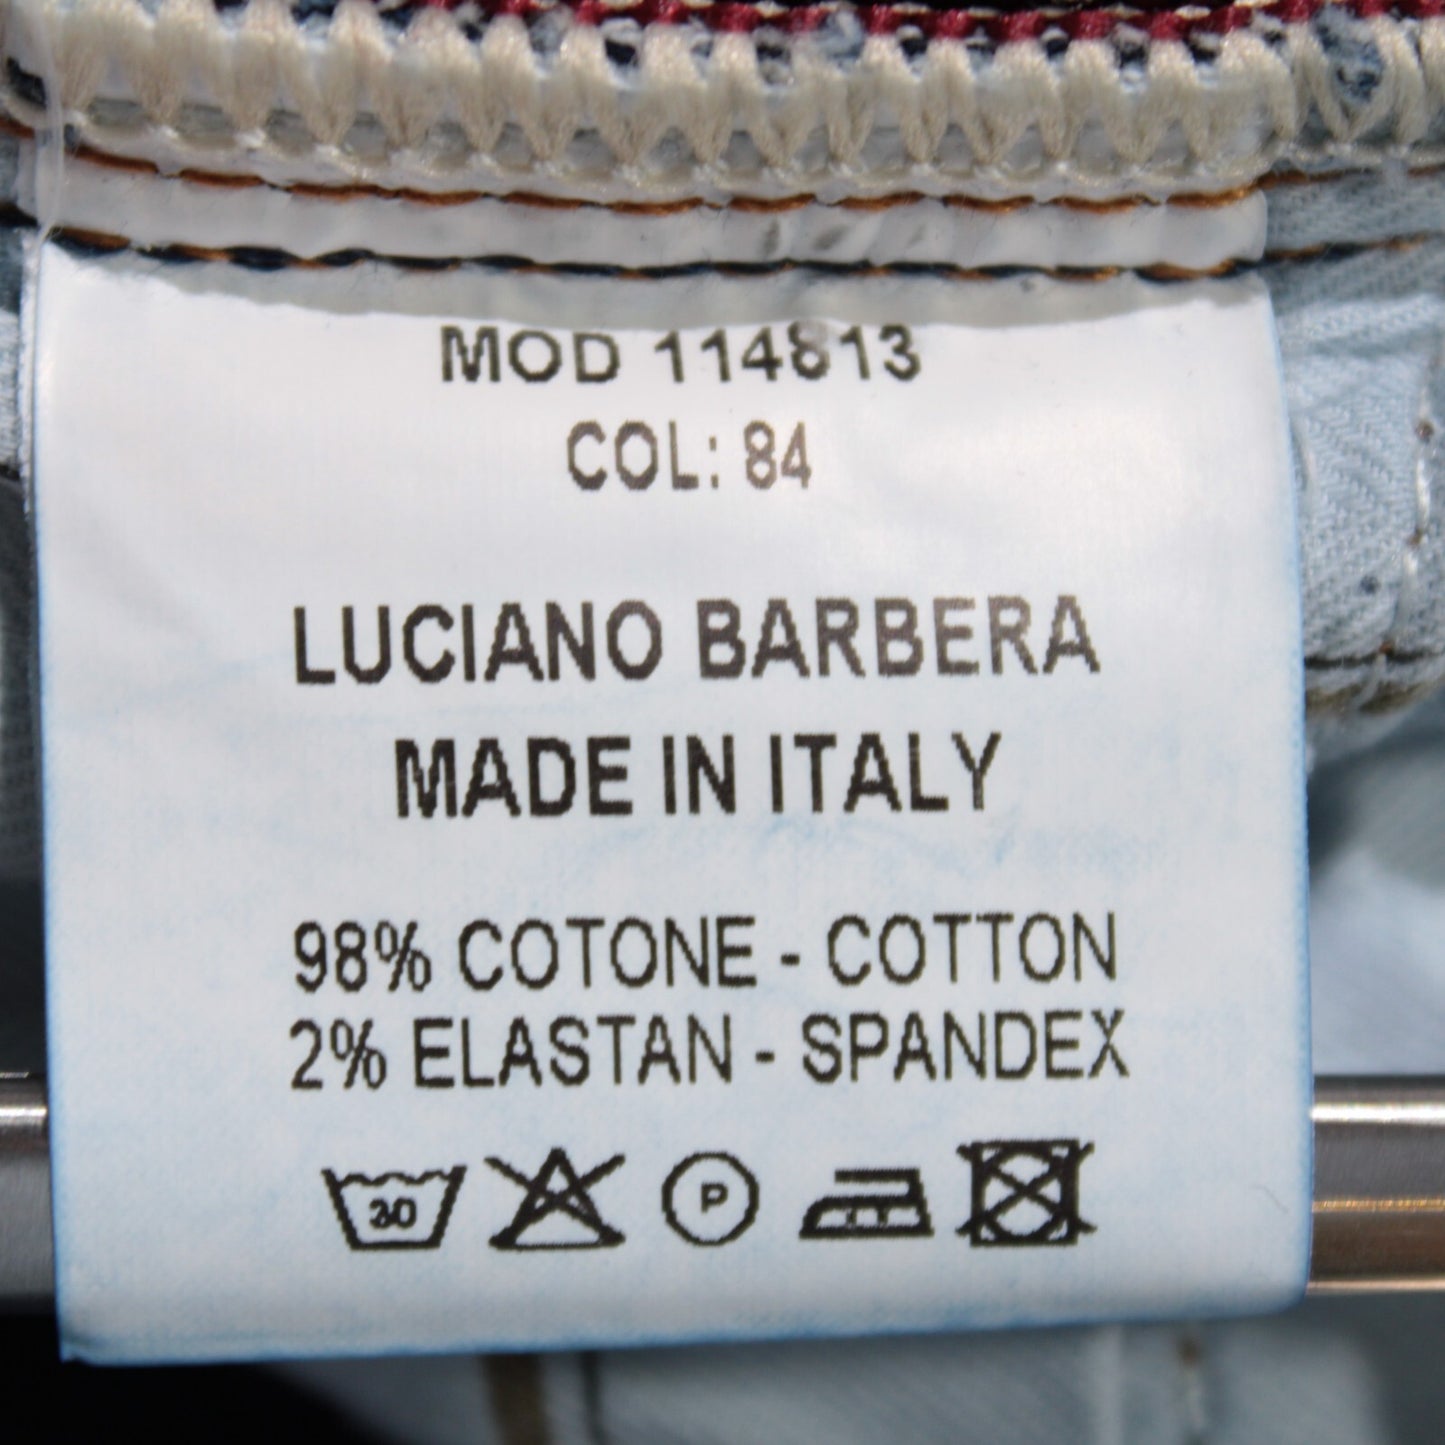 MOD 114813
COL: 84
LUCIANO BARBERA
MADE IN ITALY
98% COTONE - COTTON
2% ELASTAN - SPANDEX
30 P